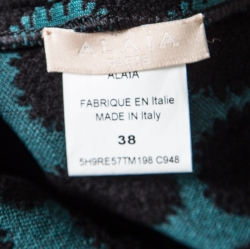 ALAÏA
PARIS
ALAIA
FABRIQUE EN Italie
MADE IN Italy
38
5H9RE57TM198 C948